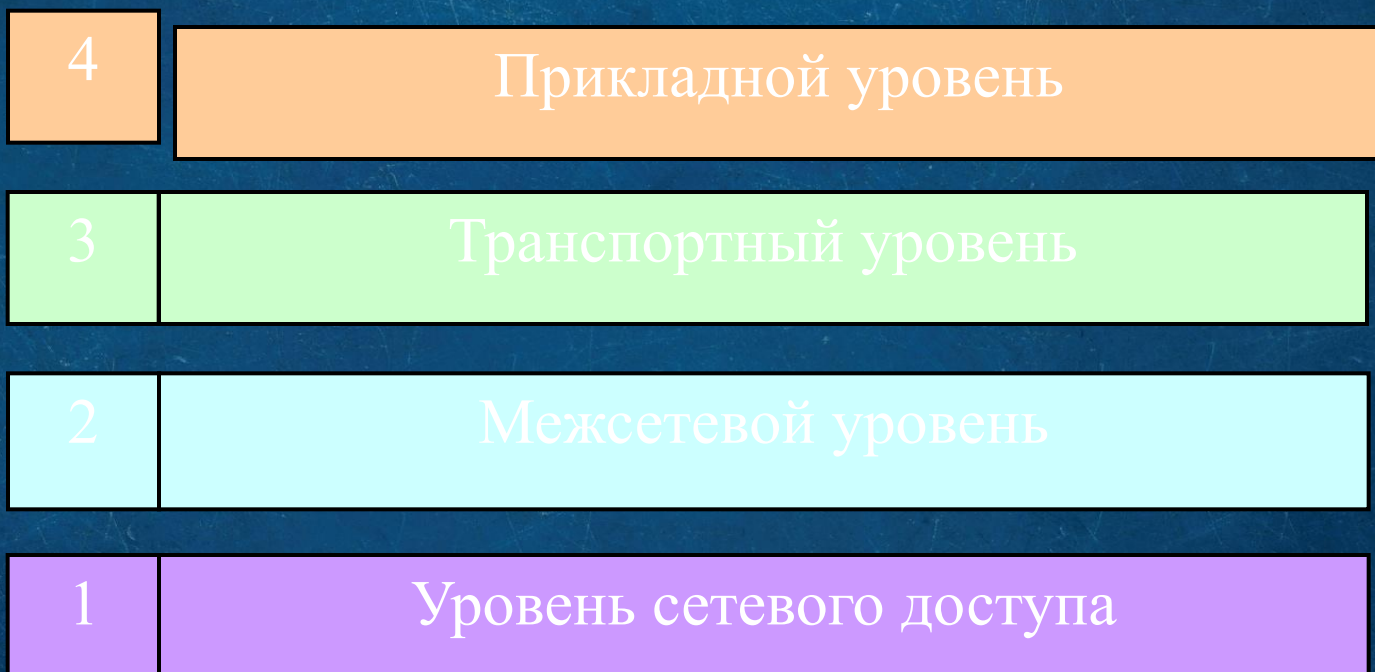 4 Прикладной уровень
3 Транспортный уровень
2 Межсетевой уровень
1 Уровень сетевого доступа